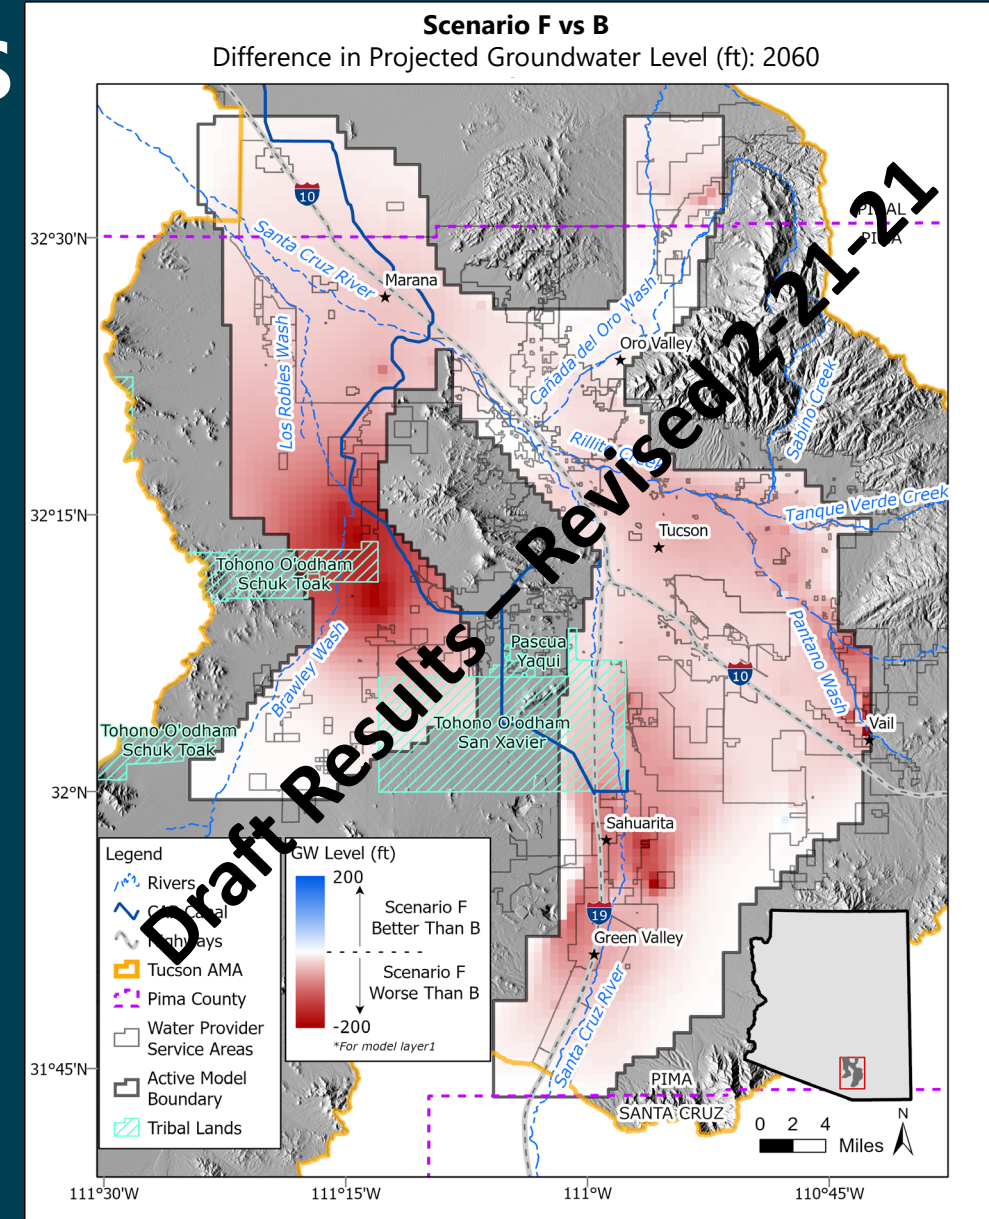 S
Scenario F vs B
Difference in Projected Groundwater Level (ft): 2060
10
PINAL
PIMA
32°30'N
Santa Cruz River
Marana
Los Robles Wash
Cañada del Oro Wash
Oro Valley
Sabino Creek
Rillito Creek
Tanque Verde Creek
32°15'N
Tucson
Tohono O'odham
Schuk Toak
Pantano Wash
Pascua
Yaqui
10
Brawley Wash
Vail
Tohono O'odham
Schuk Toak
Tohono O'odham
San Xavier
32°N
Sahuarita
19
Green Valley
Santa Cruz River
Draft Results – Revised 2-21-21
Legend
Rivers
CAP Canal
Highways
Tucson AMA
Pima County
Water Provider
Service Areas
Active Model
Boundary
Tribal Lands
GW Level (ft)
200
Scenario F
Better Than B
Scenario F
Worse Than B
-200
*For model layer1
31°45'N
PIMA
SANTA CRUZ
0 2 4
Miles
N
111°30'W
111°15'W
111°W
110°45'W